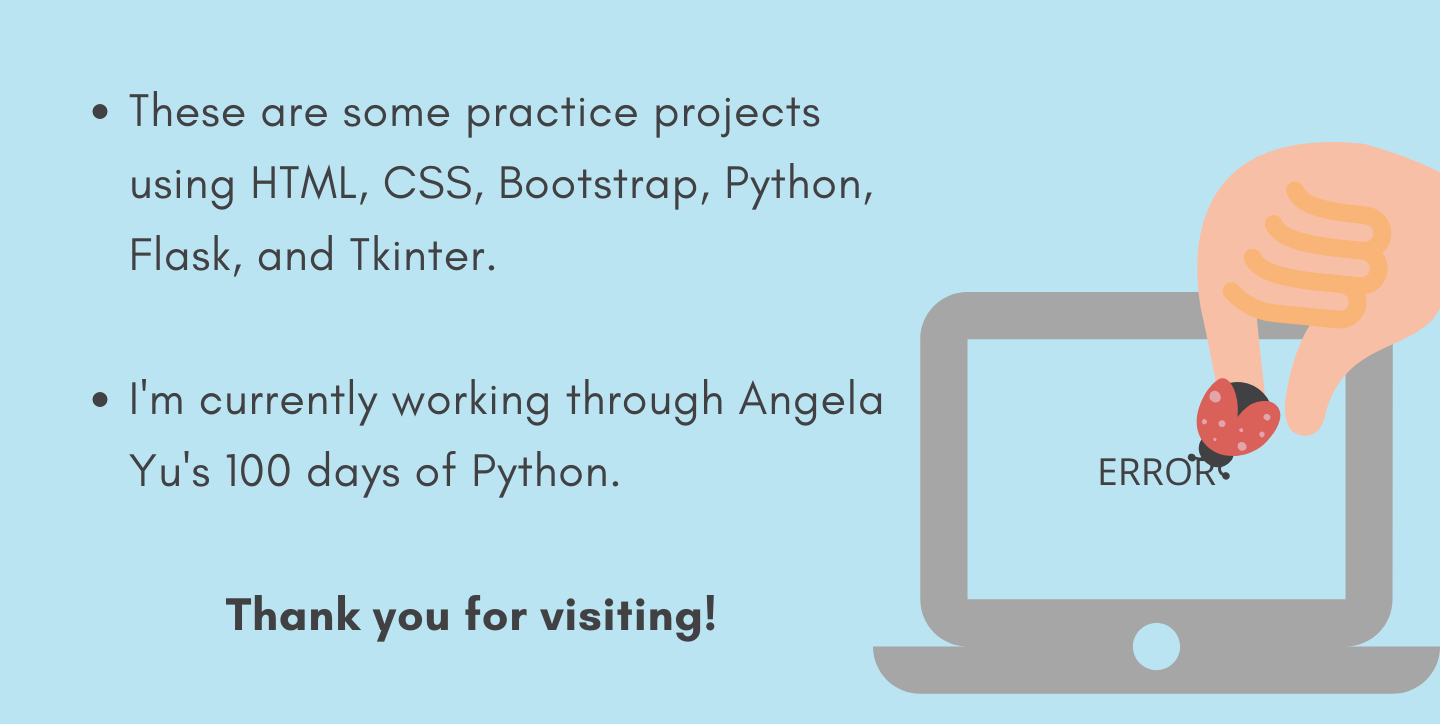 • These are some practice projects
using HTML, CSS, Bootstrap, Python,
Flask, and Tkinter.
• I'm currently working through Angela
Yu's 100 days of Python.
ERROR
Thank you for visiting!